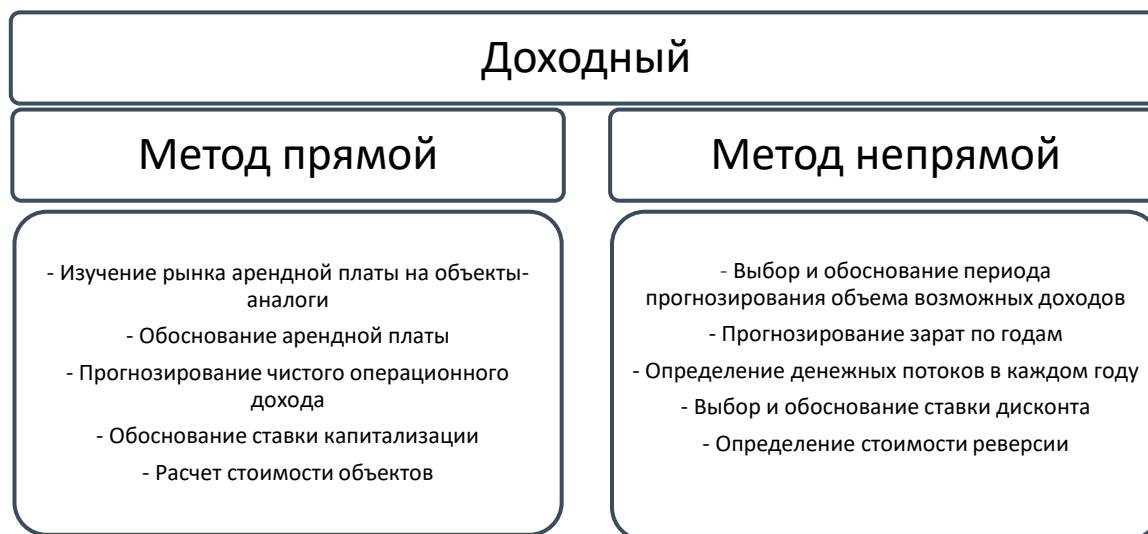 Доходный
Метод прямой
- Изучение рынка арендной платы на объекты-
аналоги
- Обоснование арендной платы
- Прогнозирование чистого операционного
дохода
- Обоснование ставки капитализации
- Расчет стоимости объектов
Метод непрямой
- Выбор и обоснование периода
прогнозирования объема возможных доходов
- Прогнозирование зарат по годам
- Определение денежных потоков в каждом году
- Выбор и обоснование ставки дисконта
- Определение стоимости реверсии